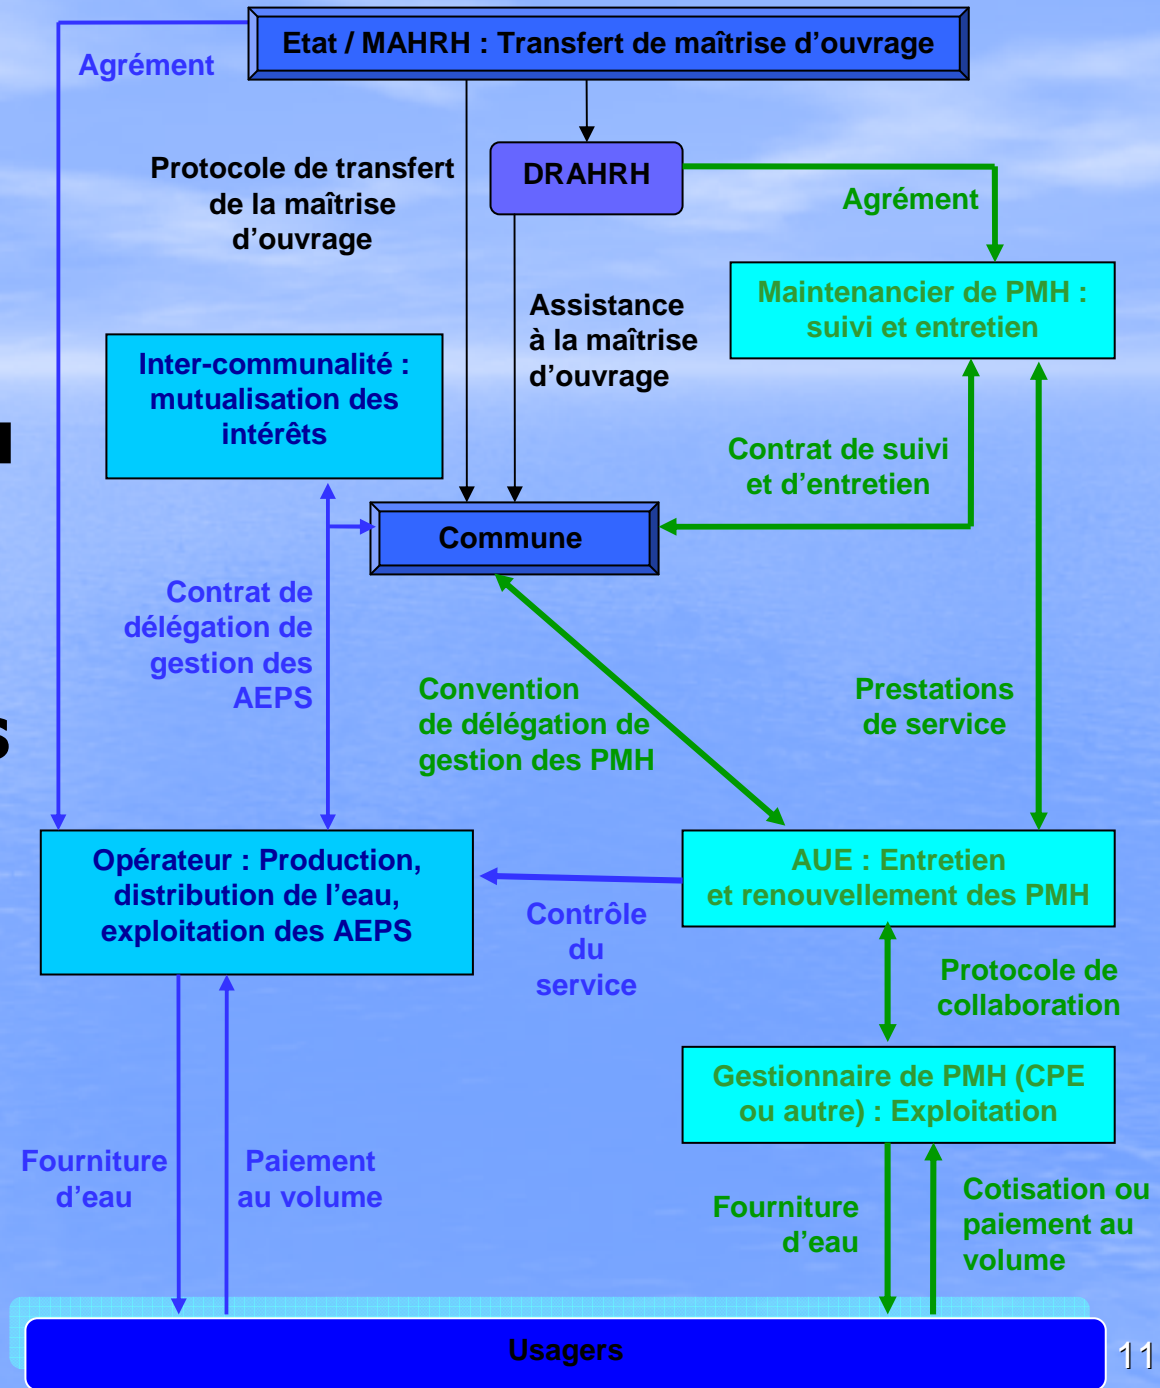 Etat / MAHRH : Transfert de maîtrise d'ouvrage
Agrément
Protocole de transfert
de la maîtrise
d'ouvrage
DRAHRH
Agrément
Maintenancier de PMH :
suivi et entretien
Assistance
à la maîtrise
d'ouvrage
Inter-communalité :
mutualisation des
intérêts
Contrat de suivi
et d'entretien
Commune
Contrat de
délégation de
gestion des
AEPS
Convention
de délégation de
gestion des PMH
Prestations
de service
S
Opérateur : Production,
distribution de l'eau,
exploitation des AEPS
AUE : Entretien
et renouvellement des PMH
Contrôle
du
service
Protocole de
collaboration
Gestionnaire de PMH (CPE
ou autre) : Exploitation
Fourniture
d'eau
Paiement
au volume
Fourniture
d'eau
Cotisation ou
paiement au
volume
Usagers
11